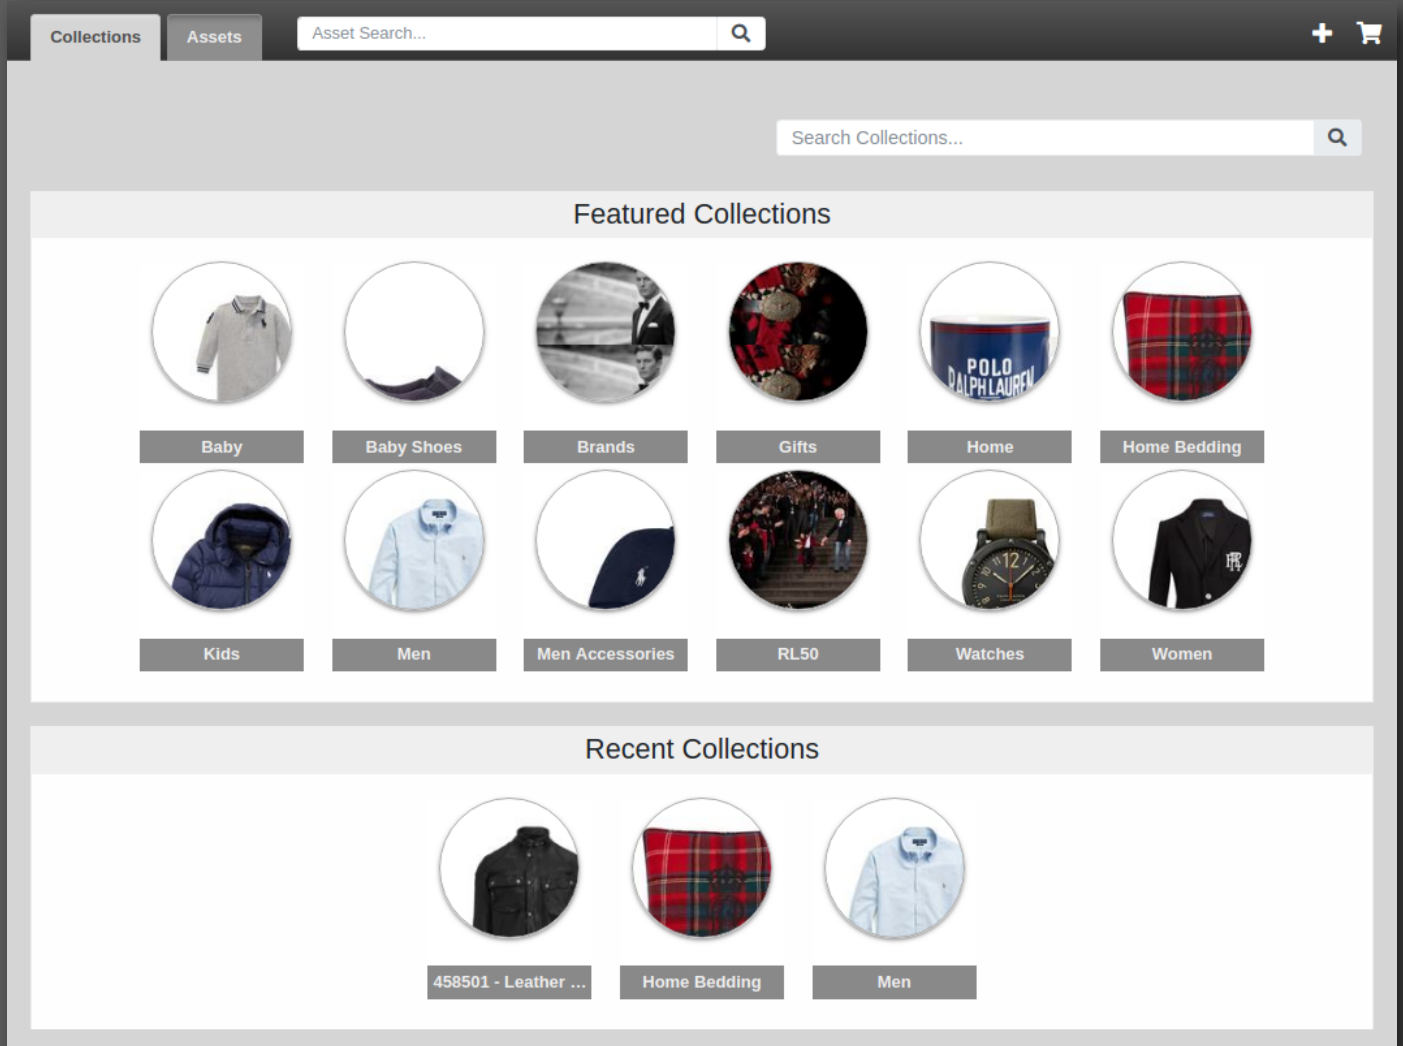 Collections Assets Asset Search...
Search Collections...
Featured Collections
POLO
RALPH LAUREN
Baby Baby Shoes Brands Gifts Home Home Bedding
12
Kids Men Men Accessories RL50 Watches Women
Recent Collections
458501 - Leather ... Home Bedding Men